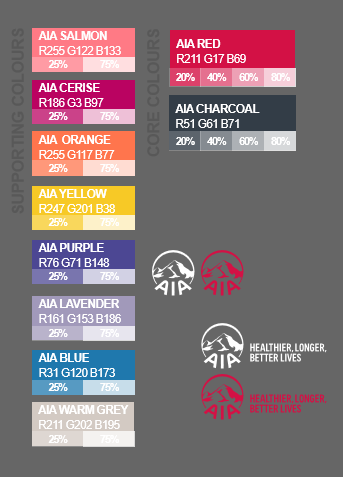 SUPPORTING COLOURS
AIA SALMON
R255 G122 B133
25% 75%
AIA CERISE
R186 G3 B97
25% 75%
AIA ORANGE
R255 G117 B77
25% 75%
AIA YELLOW
R247 G201 B38
25% 75%
AIA PURPLE
R76 G71 B148
25% 75%
AIA LAVENDER
R161 G153 B186
25% 75%
AIA BLUE
R31 G120 B173
25% 75%
AIA WARM GREY
R211 G202 B195
25% 75%
CORE COLOURS
AIA RED
R211 G17 B69
20% 40% 60% 80%
AIA CHARCOAL
R51 G61 B71
20% 40% 60% 80%
AIA
AIA
AIA
HEALTHIER, LONGER,
BETTER LIVES
AIA
HEALTHIER, LONGER,
BETTER LIVES